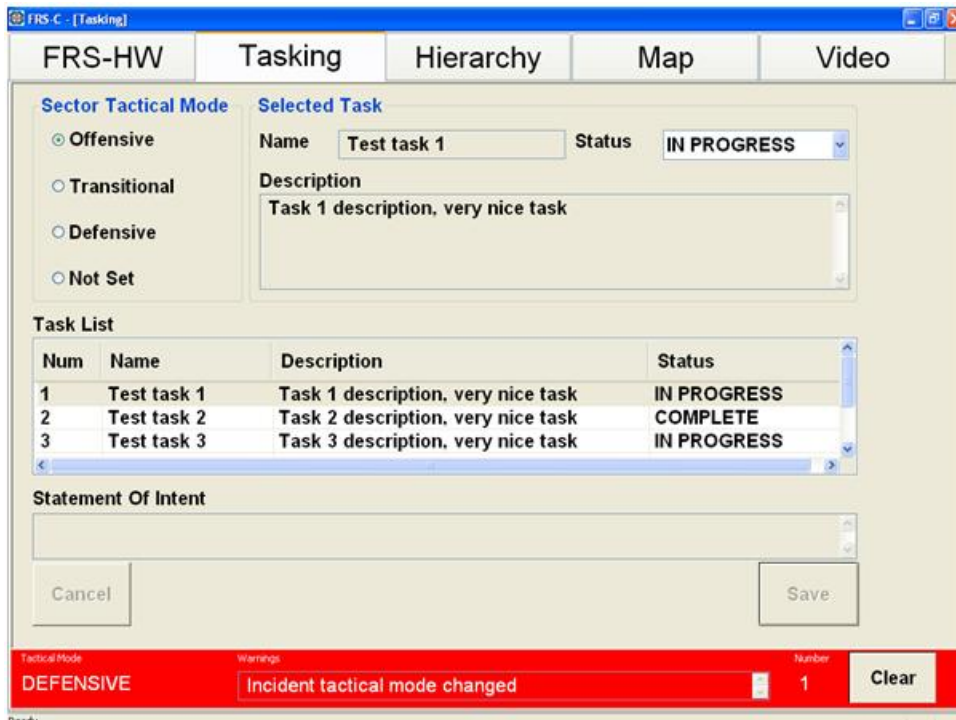 FRS-C - [Tasking]
FRS-HW Tasking Hierarchy Map Video
Sector Tactical Mode
Offensive
Transitional
Defensive
Not Set
Selected Task
Name Test task 1 Status IN PROGRESS
Description
Task 1 description, very nice task
Task List
Num Name Description Status
1 Test task 1 Task 1 description, very nice task IN PROGRESS
2 Test task 2 Task 2 description, very nice task COMPLETE
3 Test task 3 Task 3 description, very nice task IN PROGRESS
Statement Of Intent
Cancel Save
Tactical Mode Warnings Number
DEFENSIVE Incident tactical mode changed 1 Clear